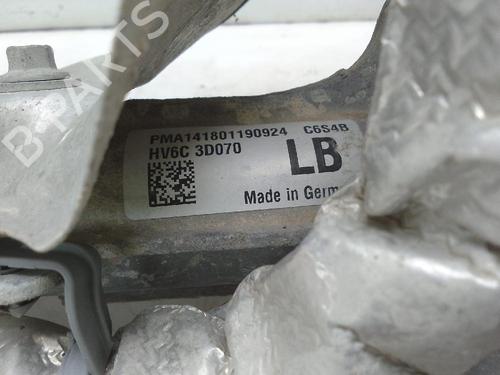 B-PARTS
PMA141801190924 C6S4B
HV6C 3D070
LB
Made in Germ